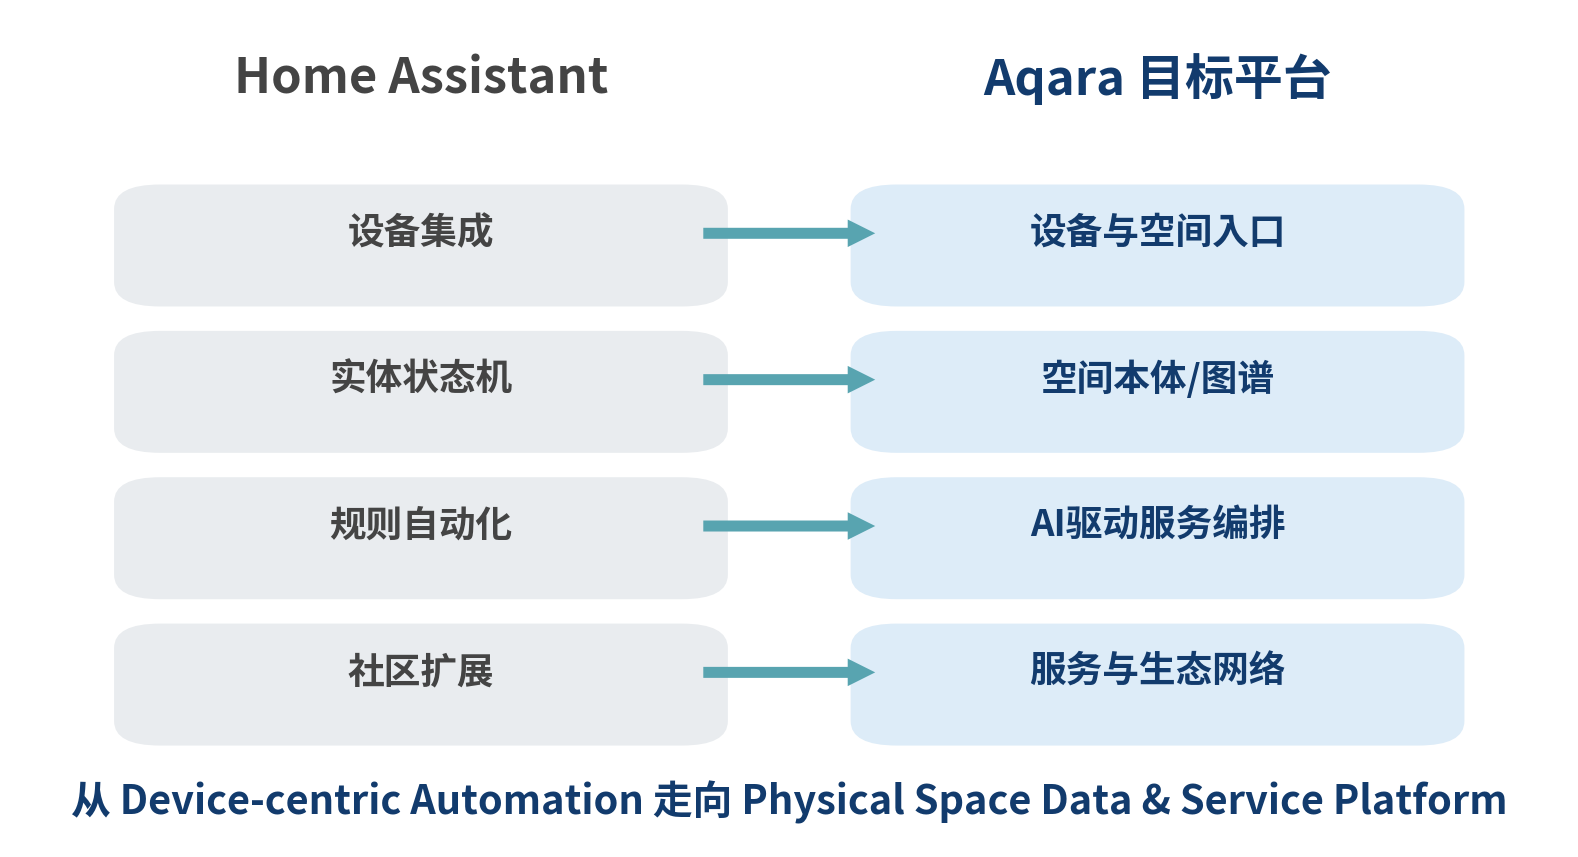 Home Assistant
Aqara 目标平台
设备集成
设备与空间入口
实体状态机
空间本体/图谱
规则自动化
AI驱动服务编排
社区扩展
服务与生态网络
从 Device-centric Automation 走向 Physical Space Data & Service Platform